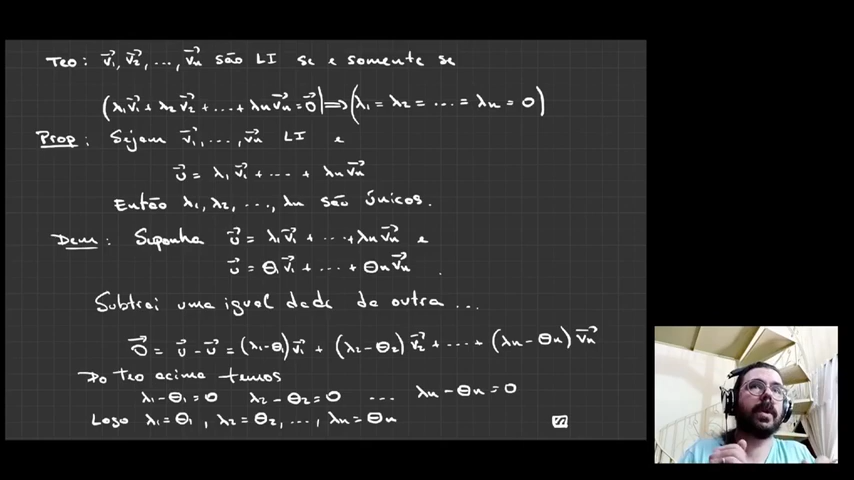 Teo: v⃗₁, v⃗₂, ..., v⃗ₙ são LI se e somente se
(λ₁v⃗₁ + λ₂v⃗₂ + ... + λₙv⃗ₙ = 0⃗) ⟹ (λ₁ = λ₂ = ... = λₙ = 0)
Prop: Sejam v⃗₁, ..., v⃗ₙ LI e
v⃗ = λ₁v⃗₁ + ... + λₙv⃗ₙ
Então λ₁, λ₂, ..., λₙ são únicos.
Dem: Suponha v⃗ = λ₁v⃗₁ + ... + λₙv⃗ₙ e
v⃗ = θ₁v⃗₁ + ... + θₙv⃗ₙ.
Subtrai uma igualdade da outra ...
0⃗ = v⃗ - v⃗ = (λ₁-θ₁)v⃗₁ + (λ₂-θ₂)v⃗₂ + ... + (λₙ-θₙ)v⃗ₙ
Do teo acima temos
λ₁-θ₁=0 λ₂-θ₂=0 ... λₙ-θₙ=0
Logo λ₁=θ₁, λ₂=θ₂, ..., λₙ=θₙ